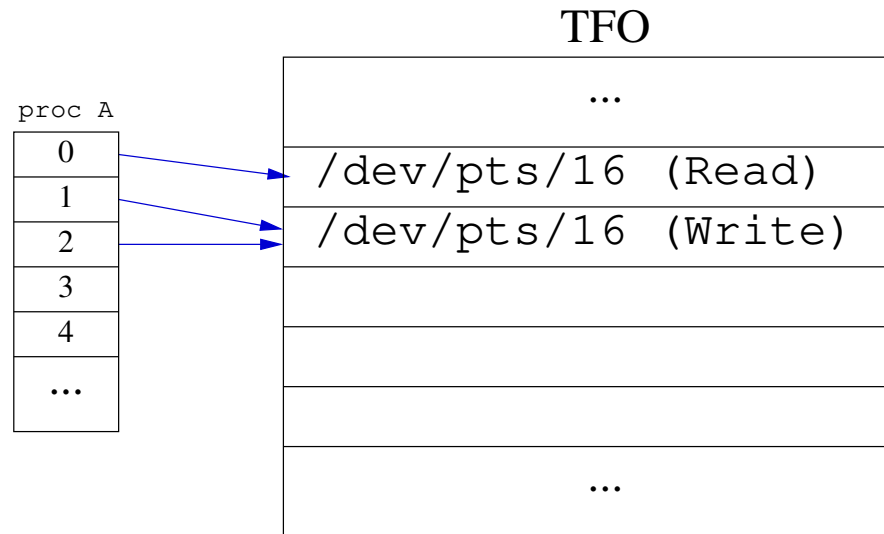 TFO
...
proc A
0
1
2
3
4
...
/dev/pts/16 (Read)
/dev/pts/16 (Write)
...